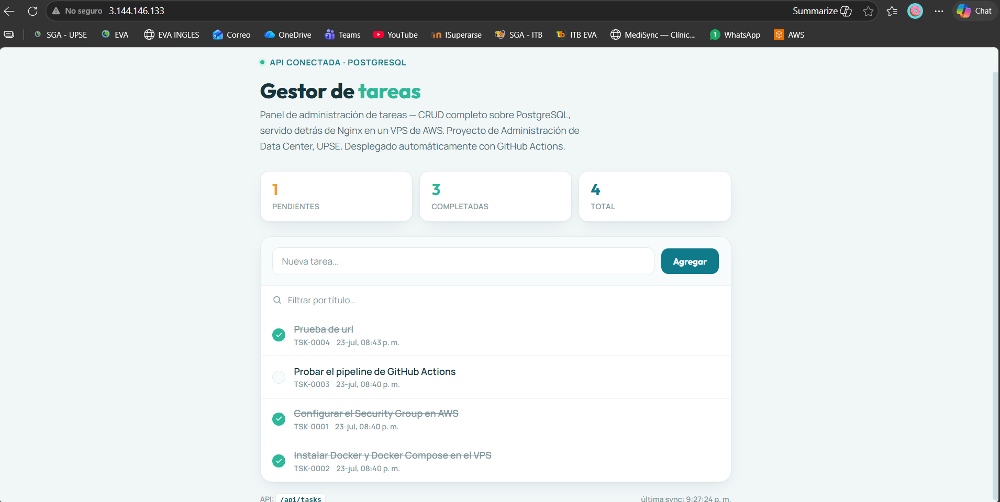 No seguro 3.144.146.133 Summarize Chat
SGA - UPSE EVA EVA INGLES Correo OneDrive Teams YouTube ISuperarse SGA - ITB ITB EVA MediSync — Clínic... WhatsApp AWS
API CONECTADA · POSTGRESQL
Gestor de tareas
Panel de administración de tareas — CRUD completo sobre PostgreSQL,
servido detrás de Nginx en un VPS de AWS. Proyecto de Administración de
Data Center, UPSE. Desplegado automáticamente con GitHub Actions.
1 3 4
PENDIENTES COMPLETADAS TOTAL
Nueva tarea... Agregar
Filtrar por título...
Prueba de url
TSK-0004 23-jul, 08:43 p. m.
Probar el pipeline de GitHub Actions
TSK-0003 23-jul, 08:40 p. m.
Configurar el Security Group en AWS
TSK-0001 23-jul, 08:40 p. m.
Instalar Docker y Docker Compose en el VPS
TSK-0002 23-jul, 08:40 p. m.
API: /api/tasks última sync: 9:27:24 p. m.